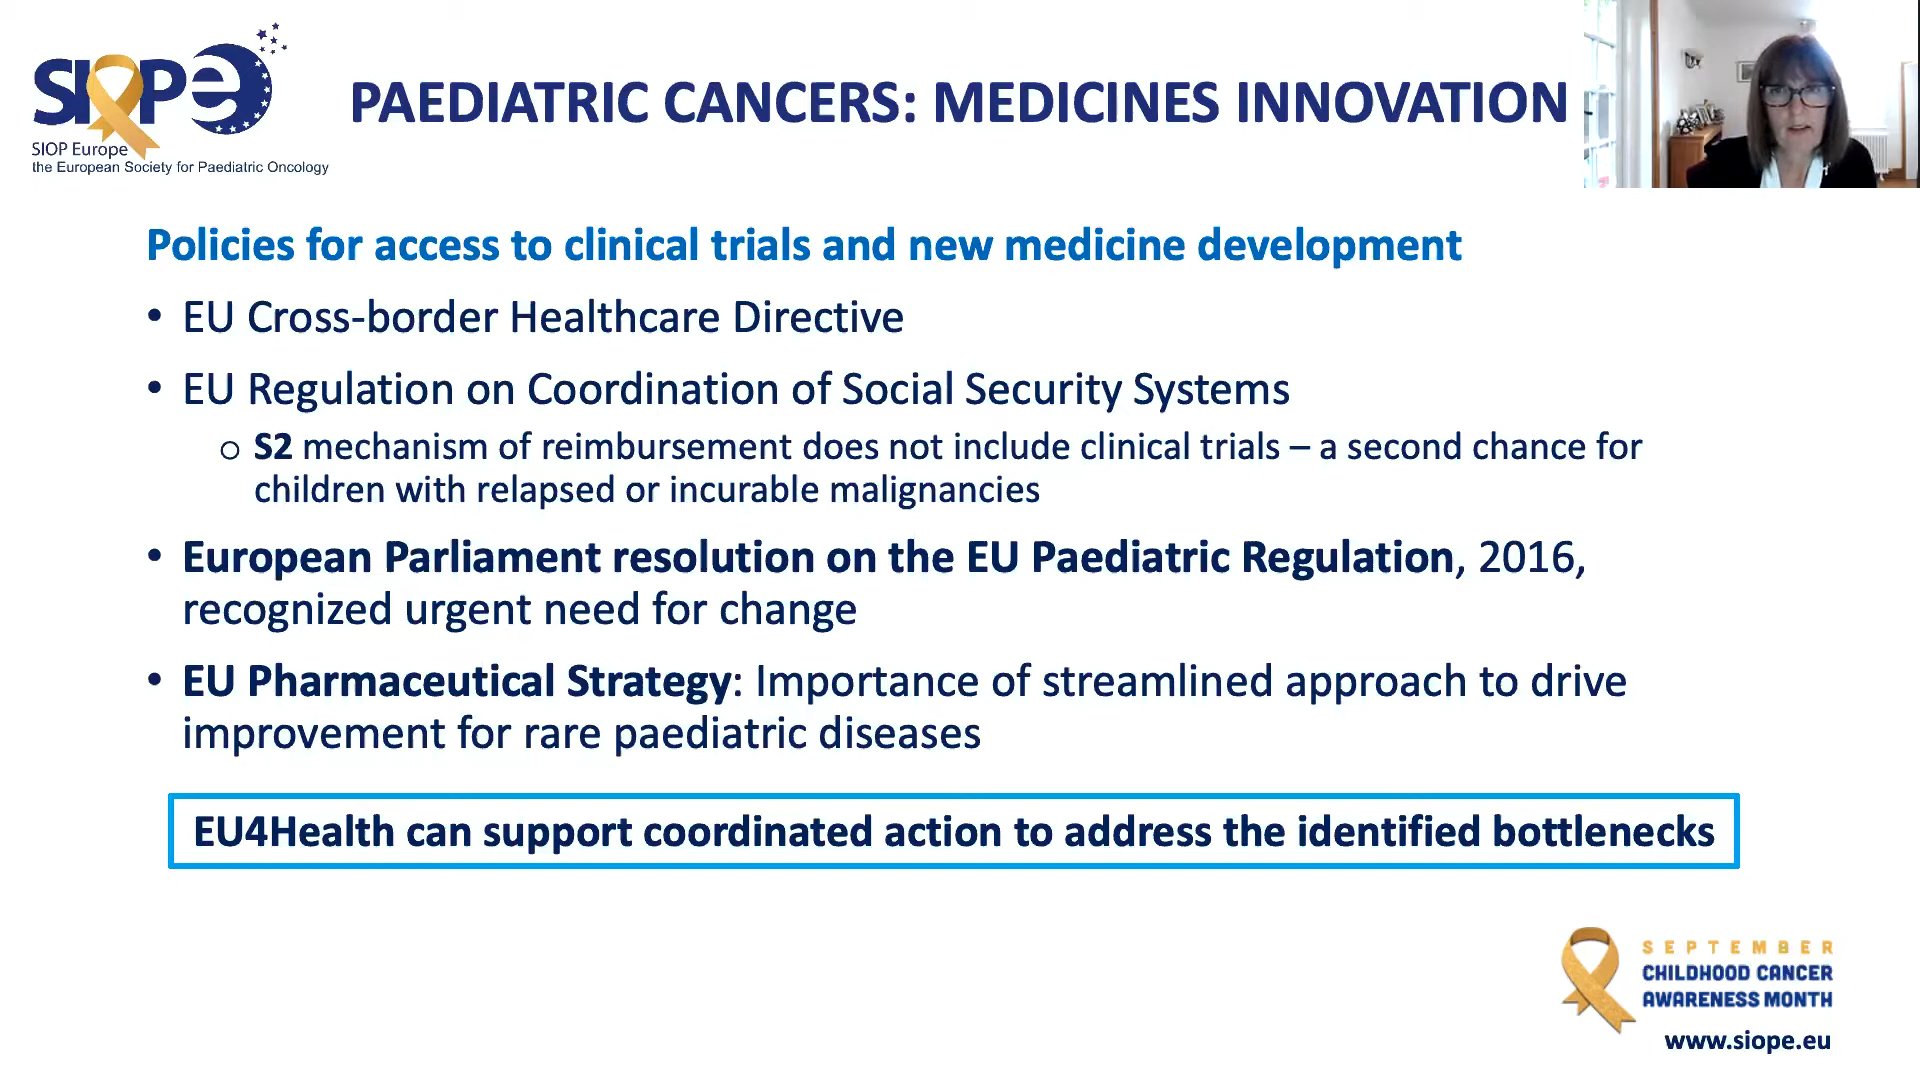 SIOPe
SIOP Europe
the European Society for Paediatric Oncology
PAEDIATRIC CANCERS: MEDICINES INNOVATION
Policies for access to clinical trials and new medicine development
• EU Cross-border Healthcare Directive
• EU Regulation on Coordination of Social Security Systems
o S2 mechanism of reimbursement does not include clinical trials – a second chance for
children with relapsed or incurable malignancies
• European Parliament resolution on the EU Paediatric Regulation, 2016,
recognized urgent need for change
• EU Pharmaceutical Strategy: Importance of streamlined approach to drive
improvement for rare paediatric diseases
EU4Health can support coordinated action to address the identified bottlenecks
SEPTEMBER
CHILDHOOD CANCER
AWARENESS MONTH
www.siope.eu